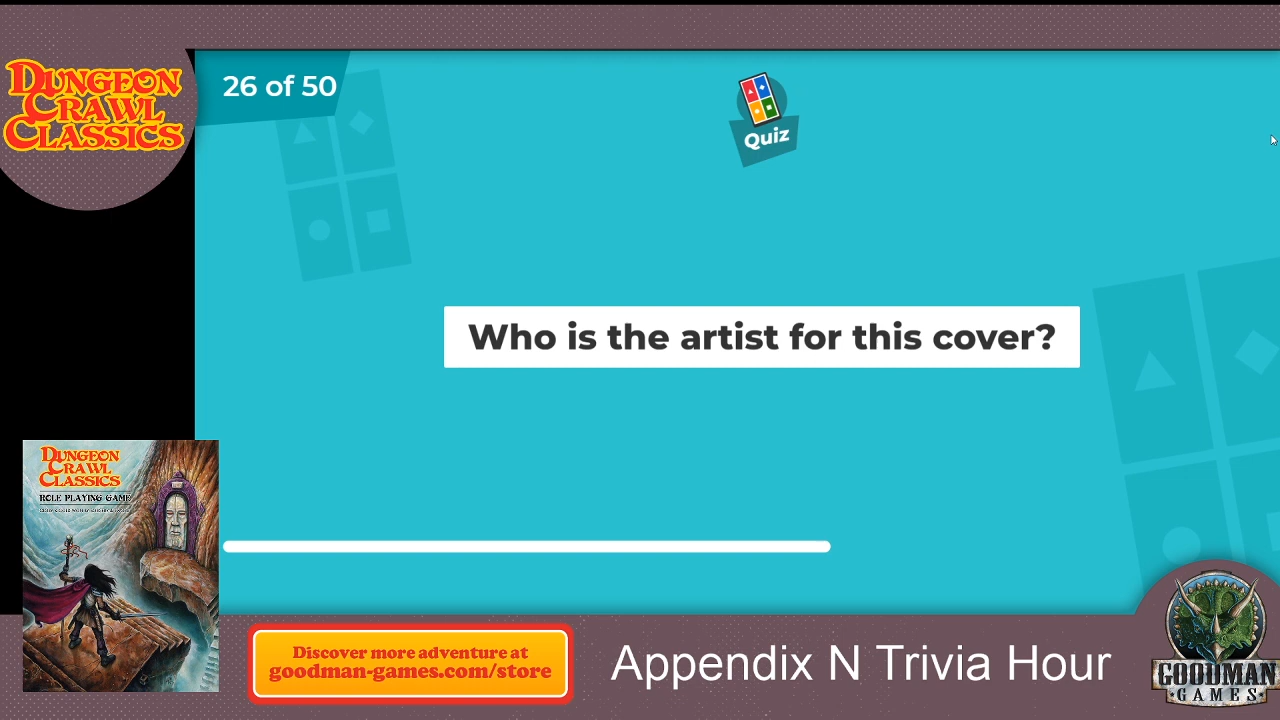 DUNGEON
CRAWL
CLASSICS
26 of 50
Quiz
Who is the artist for this cover?
DUNGEON
CRAWL
CLASSICS
ROLE PLAYING GAME
Discover more adventure at
goodman-games.com/store
Appendix N Trivia Hour
GOODMAN
GAMES